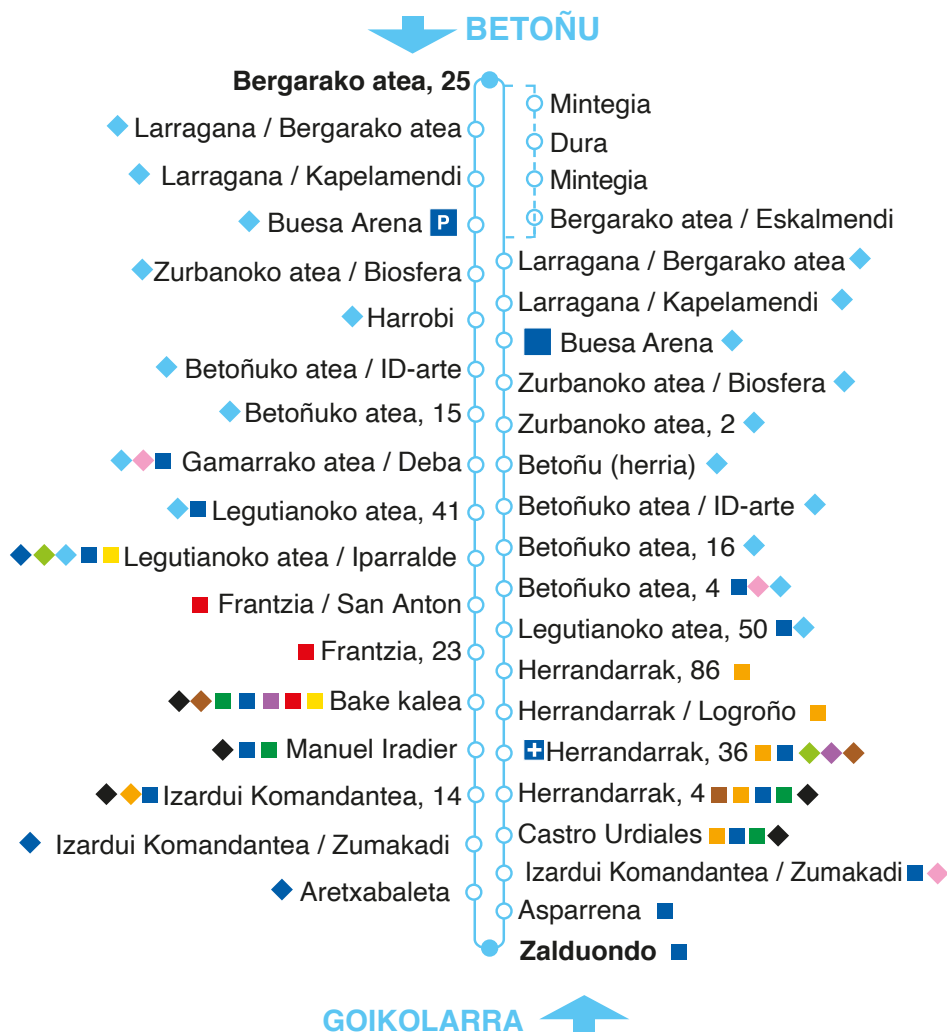 BETOÑU
Bergarako atea, 25
Larragana / Bergarako atea
Larragana / Kapelamendi
Buesa Arena P
Zurbanoko atea / Biosfera
Harrobi
Betoñuko atea / ID-arte
Betoñuko atea, 15
Gamarrako atea / Deba
Legutianoko atea, 41
Legutianoko atea / Iparralde
Frantzia / San Anton
Frantzia, 23
Bake kalea
Manuel Iradier
Izardui Komandantea, 14
Izardui Komandantea / Zumakadi
Aretxabaleta
Mintegia
Dura
Mintegia
Bergarako atea / Eskalmendi
Larragana / Bergarako atea
Larragana / Kapelamendi
Buesa Arena
Zurbanoko atea / Biosfera
Zurbanoko atea, 2
Betoñu (herria)
Betoñuko atea / ID-arte
Betoñuko atea, 16
Betoñuko atea, 4
Legutianoko atea, 50
Herrandarrak, 86
Herrandarrak / Logroño
Herrandarrak, 36
Herrandarrak, 4
Castro Urdiales
Izardui Komandantea / Zumakadi
Asparrena
Zalduondo
GOIKOLARRA